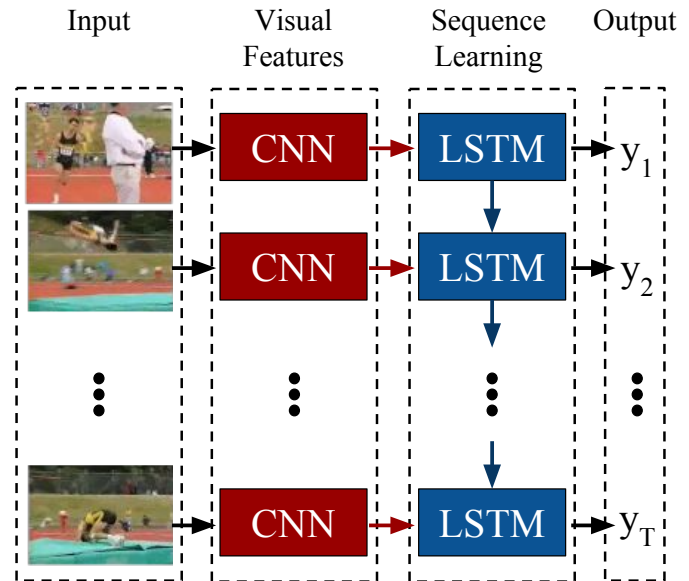 Input
Visual
Features
Sequence
Learning
Output
CNN
LSTM
y1
CNN
LSTM
y2
CNN
LSTM
yT